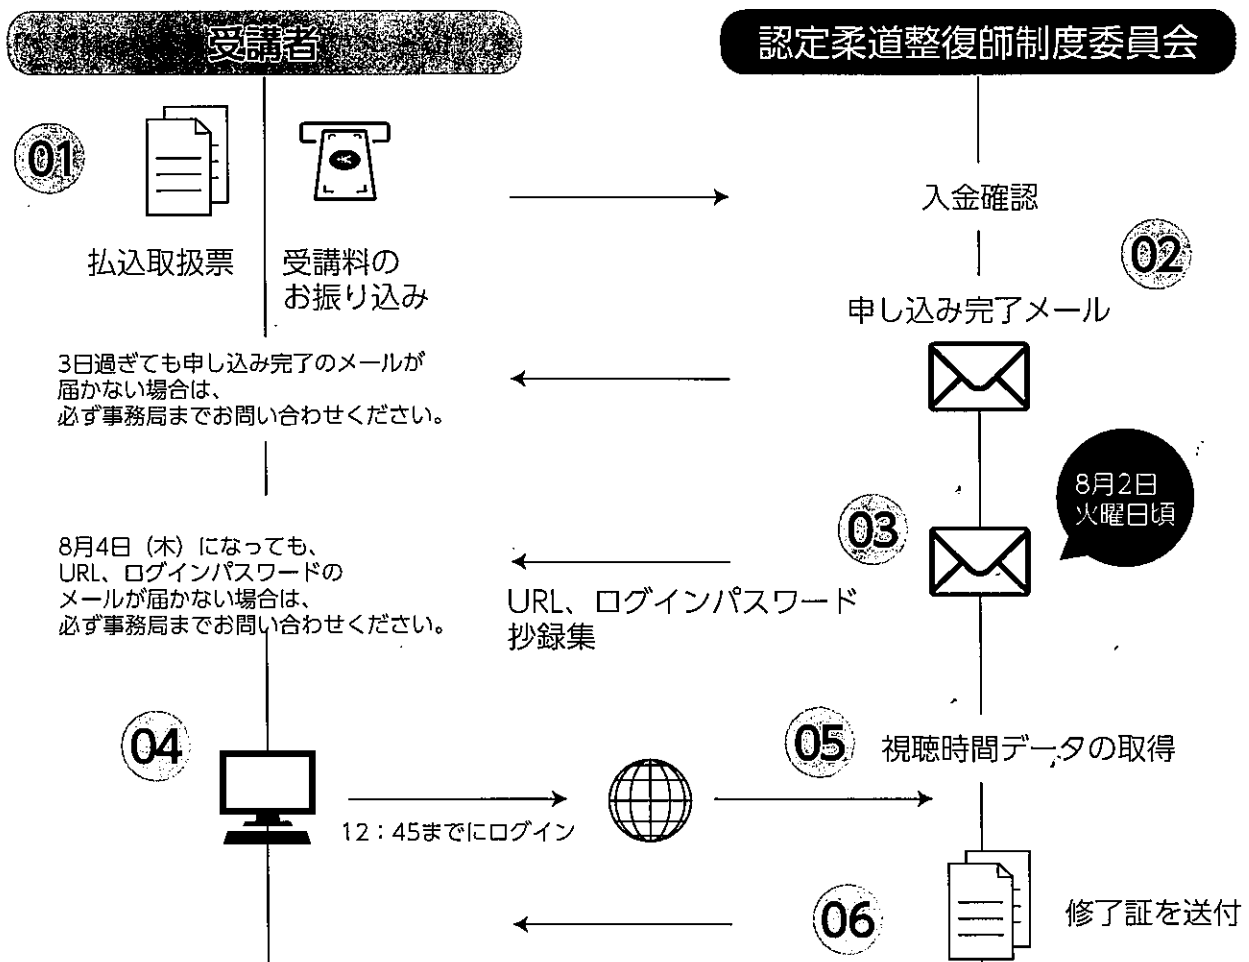 受講者
認定柔道整復師制度委員会
01
払込取扱票
受講料の
お振り込み
入金確認
02
申し込み完了メール
3日過ぎても申し込み完了のメールが
届かない場合は、
必ず事務局までお問い合わせください。
03
8月2日
火曜日頃
8月4日（木）になっても、
URL、ログインパスワードの
メールが届かない場合は、
必ず事務局までお問い合わせください。
URL、ログインパスワード
抄録集
04
12：45までにログイン
05
視聴時間データの取得
06
修了証を送付